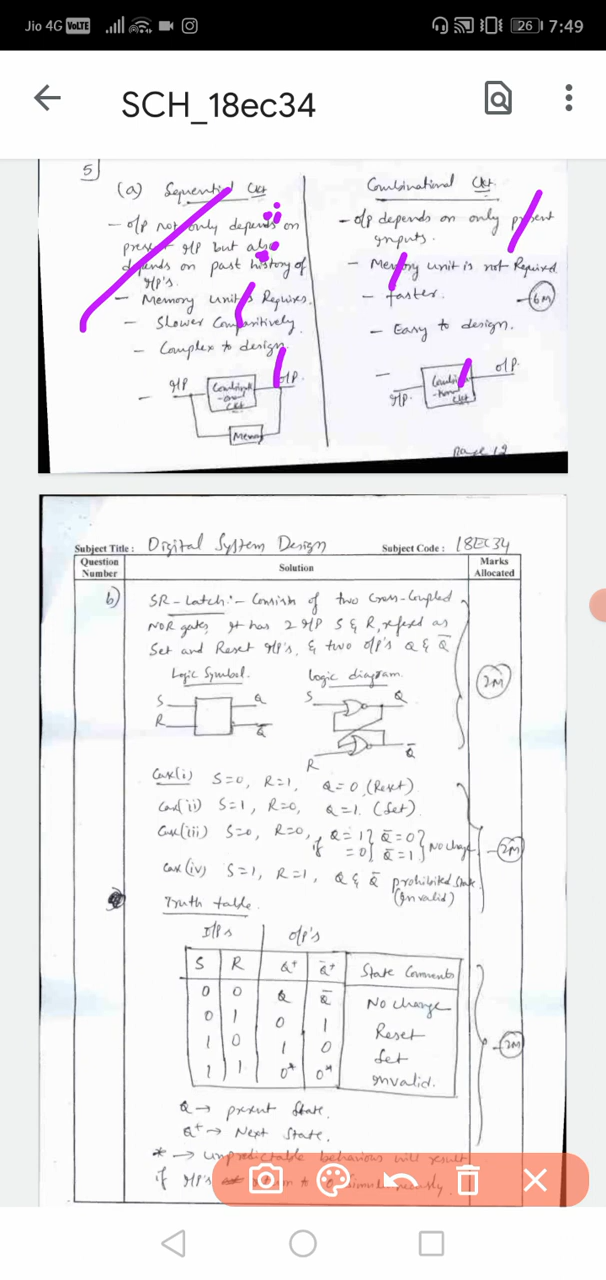 Jio 4G VoLTE 26 7:49
SCH_18ec34
5]
(a) Sequential Ckt
- o/p not only depends on
present I/P but also
depends on past history of
I/P's.
- Memory unit Requires.
- Slower Comparitively.
- Complex to design
I/P Combinat-onal Ckt O/P.
Memory
Combinational Ckt.
- o/p depends on only present
inputs.
- Memory unit is not Required
- faster. 6M
- Easy to design.
I/P. Combina-tional Ckt O/P.
Page 12
Subject Title : Digital System Design Subject Code : 18EC34
Question Number Solution Marks Allocated
b) SR-Latch:- Consists of two Cross-Coupled
NOR gates, It has 2 I/P S & R, refered as
Set and Reset I/P's, & two o/p's Q & Q̅
2M
Logic Symbol. Logic diagram.
S Q S Q
R Q̅ R Q̅
Case(i) S=0, R=1, Q=0 (Reset)
Case(ii) S=1, R=0, Q=1. (Set).
Case(iii) S=0, R=0, if Q=1} Q̅=0} No change
=0} Q̅=1}
2M
Case(iv) S=1, R=1, Q & Q̅ prohibited state.
(Invalid)
Truth table.
I/Ps O/P's
S R Q⁺ Q̅⁺ State Comments
0 0 Q Q̅ No change
0 1 0 1 Reset
1 0 1 0 Set
1 1 0* 0* Invalid.
2M
Q → present State.
Q⁺ → Next State.
* → unpredictable behaviour will result
if I/P's simultaneously.